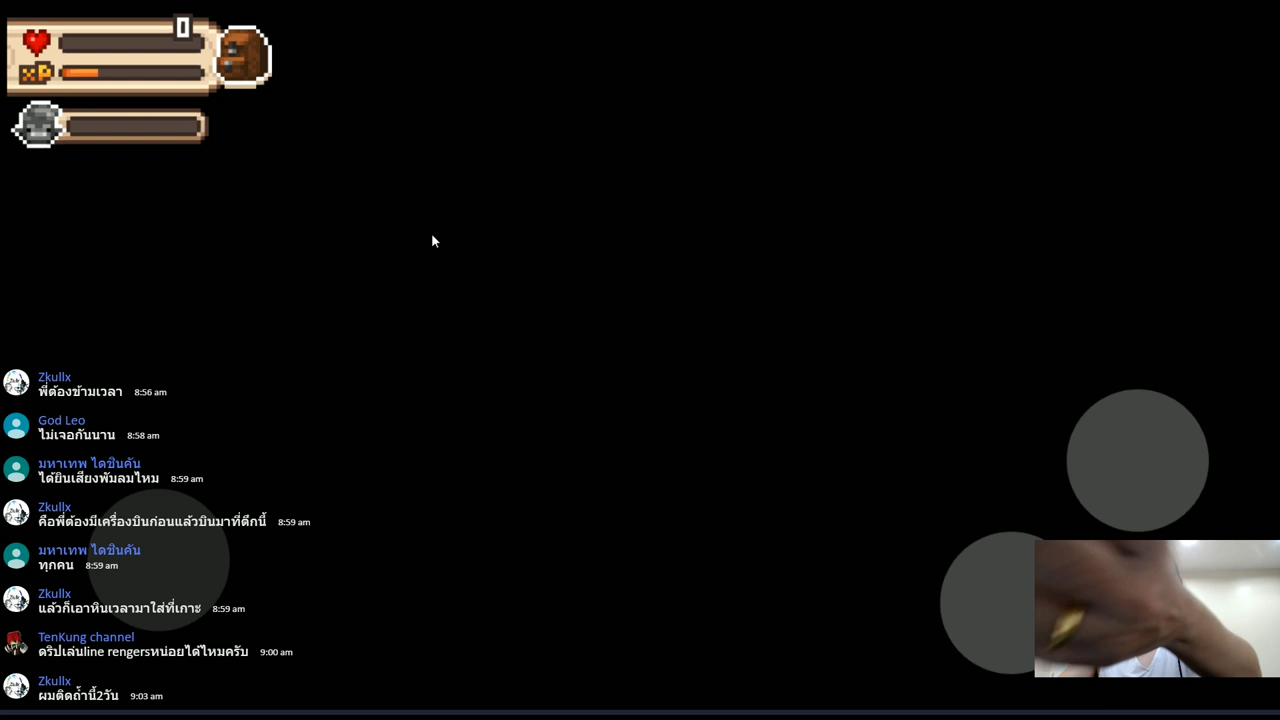 0
XP
Zkullx
พี่ต้องข้ามเวลา 8:56 am
God Leo
ไม่เจอกันนาน 8:58 am
มหาเทพ ไดชินคัน
ได้ยินเสียงพัมลมไหม 8:59 am
Zkullx
คือพี่ต้องมีเครื่องบินก่อนแล้วบินมาที่ตึกนี้ 8:59 am
มหาเทพ ไดชินคัน
ทุกคน 8:59 am
Zkullx
แล้วก็เอาหินเวลามาใส่ที่เกาะ 8:59 am
TenKung channel
ดริปเล่นline rengersหน่อยได้ไหมครับ 9:00 am
Zkullx
ผมติดถ้ำนี้2วัน 9:03 am